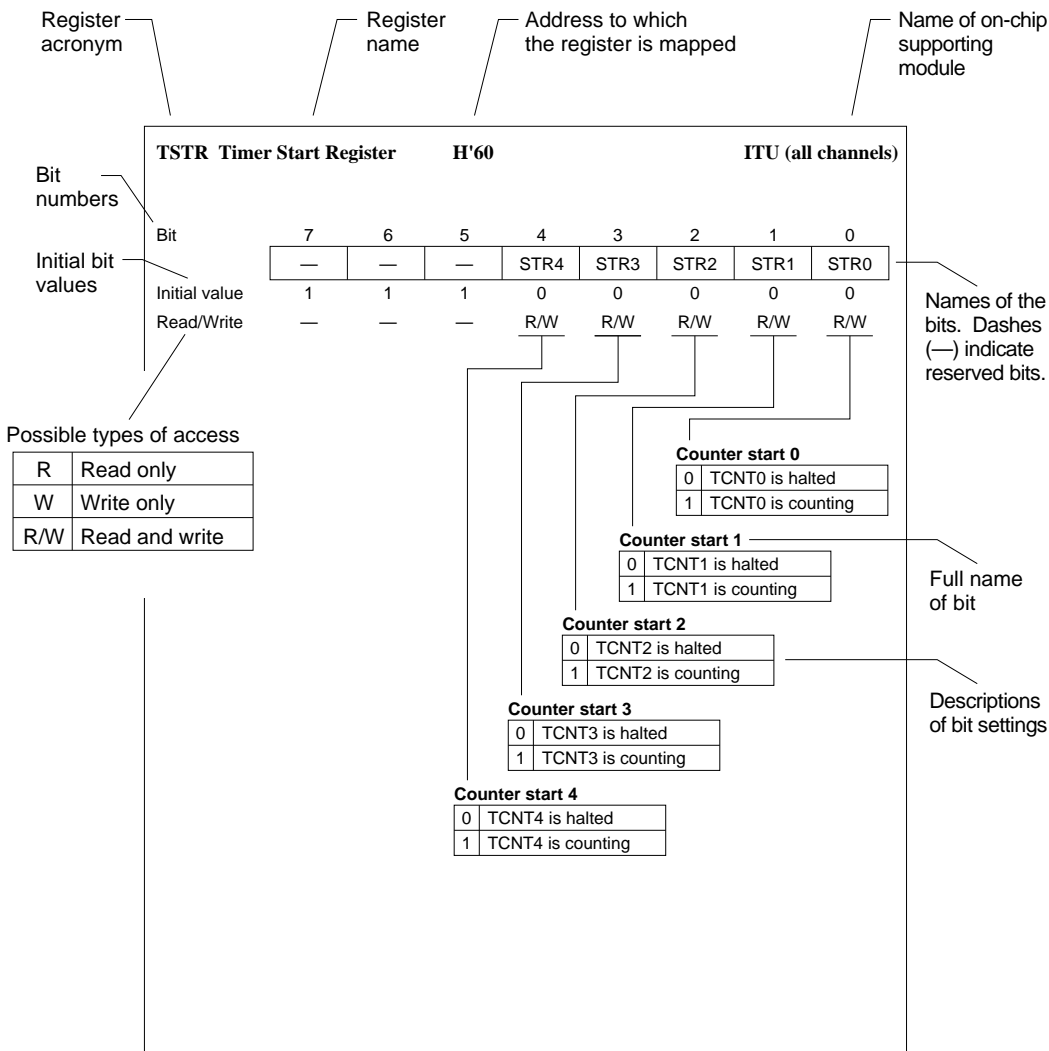 Register acronym
Register name
Address to which the register is mapped
Name of on-chip supporting module
TSTR Timer Start Register H'60 ITU (all channels)
Bit numbers
Bit 7 6 5 4 3 2 1 0
— — — STR4 STR3 STR2 STR1 STR0
Initial bit values
Initial value 1 1 1 0 0 0 0 0
Read/Write — — — R/W R/W R/W R/W R/W
Names of the bits. Dashes (—) indicate reserved bits.
Possible types of access
R Read only
W Write only
R/W Read and write
Counter start 0
0 TCNT0 is halted
1 TCNT0 is counting
Counter start 1
0 TCNT1 is halted
1 TCNT1 is counting
Full name of bit
Counter start 2
0 TCNT2 is halted
1 TCNT2 is counting
Descriptions of bit settings
Counter start 3
0 TCNT3 is halted
1 TCNT3 is counting
Counter start 4
0 TCNT4 is halted
1 TCNT4 is counting